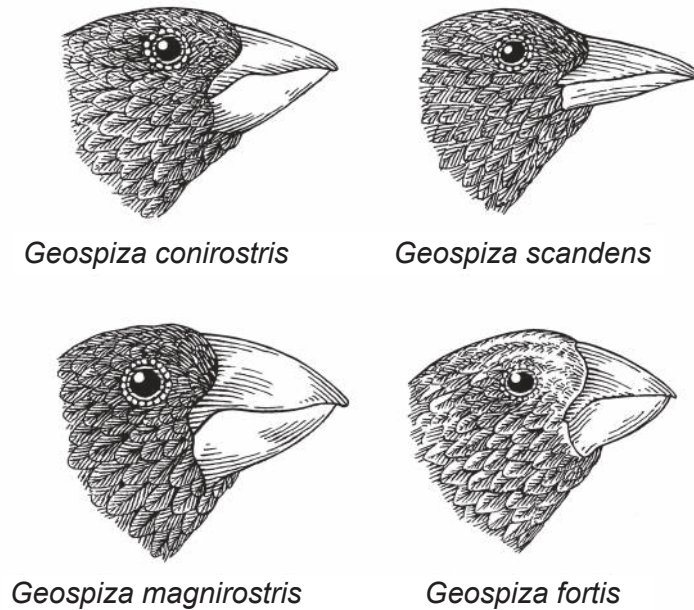 Geospiza conirostris
Geospiza scandens
Geospiza magnirostris
Geospiza fortis